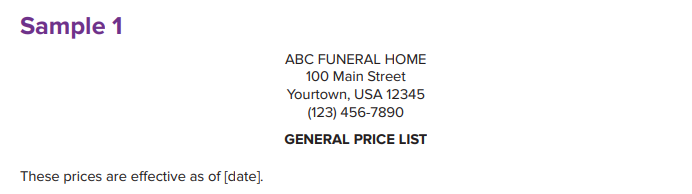 Sample 1
ABC FUNERAL HOME
100 Main Street
Yourtown, USA 12345
(123) 456-7890
GENERAL PRICE LIST
These prices are effective as of [date].